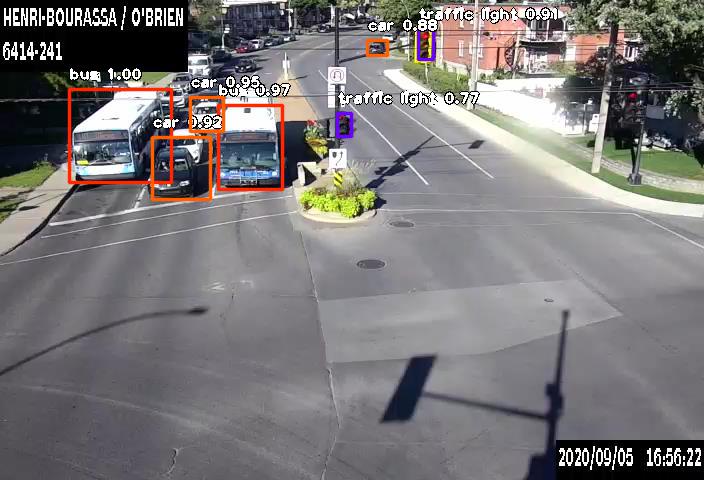 HENRI-BOURASSA / O'BRIEN
6414-241
traffic light 0.91
car 0.88
bus 1.00
car 0.95
bus 0.97
traffic light 0.77
car 0.92
2020/09/05 16:56:22